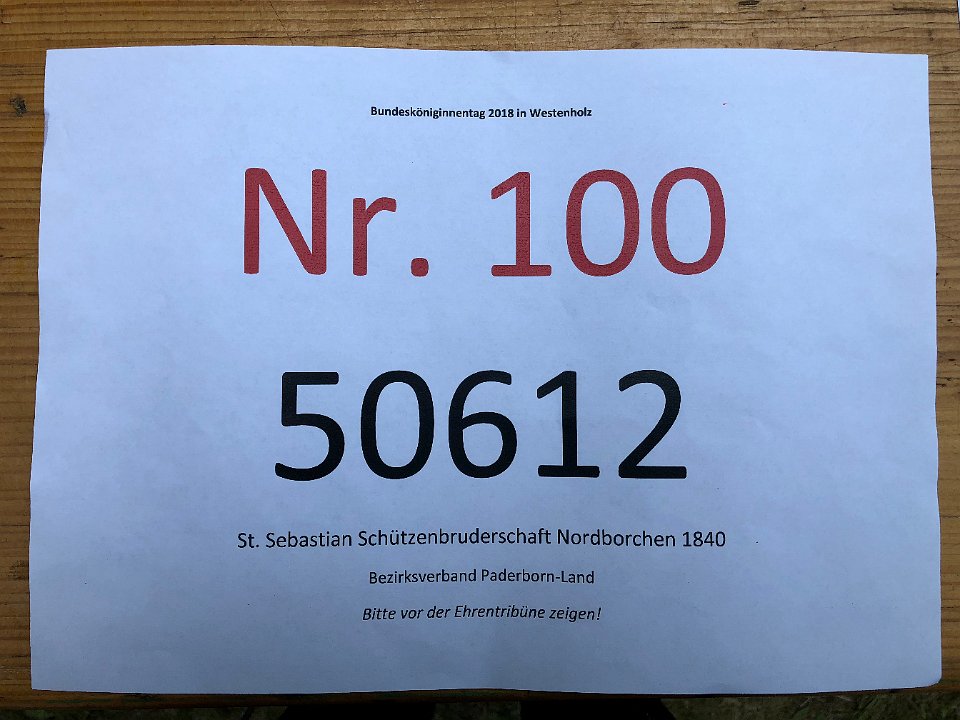 Bundesköniginnentag 2018 in Westenholz
Nr. 100
50612
St. Sebastian Schützenbruderschaft Nordborchen 1840
Bezirksverband Paderborn-Land
Bitte vor der Ehrentribüne zeigen!